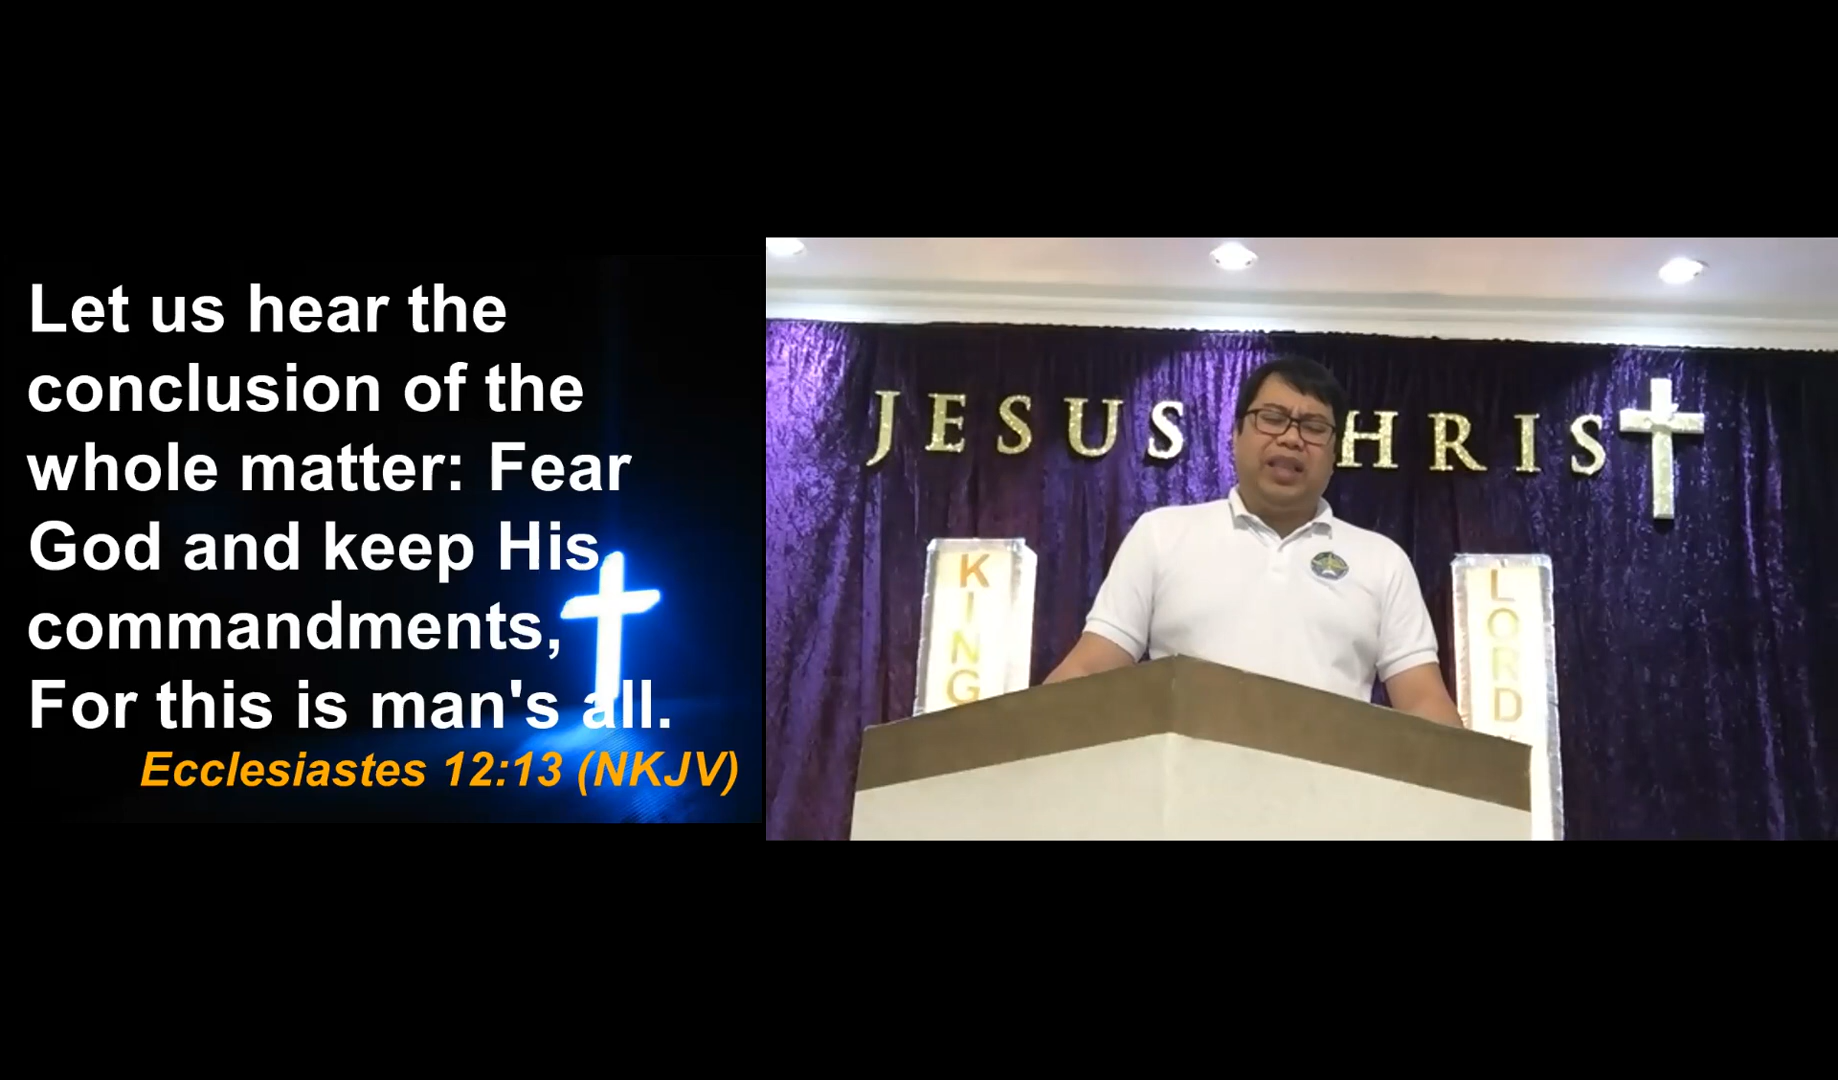 Let us hear the
conclusion of the
whole matter: Fear
God and keep His
commandments,
For this is man's all.
Ecclesiastes 12:13 (NKJV)
JESUS HRIST
KING
LORD